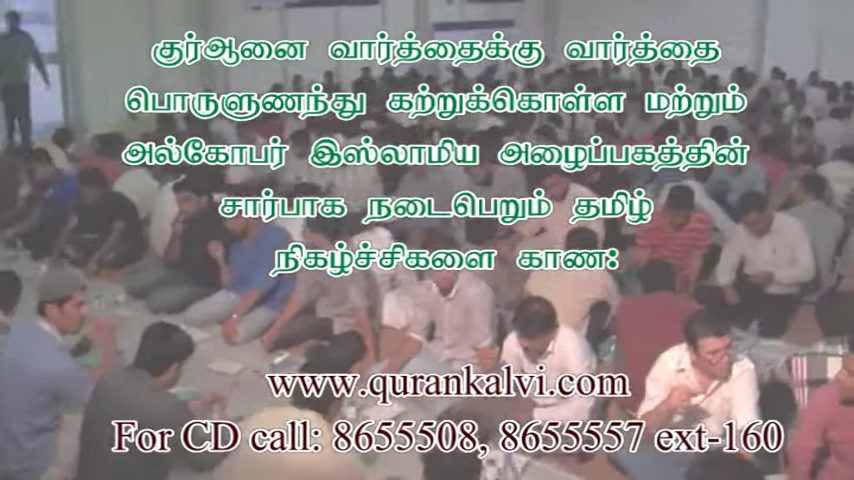 குர்ஆனை வார்த்தைக்கு வார்த்தை
பொருளுணந்து கற்றுக்கொள்ள மற்றும்
அல்கோபர் இஸ்லாமிய அழைப்பகத்தின்
சார்பாக நடைபெறும் தமிழ்
நிகழ்ச்சிகளை காண:
www.qurankalvi.com
For CD call: 8655508, 8655557 ext-160